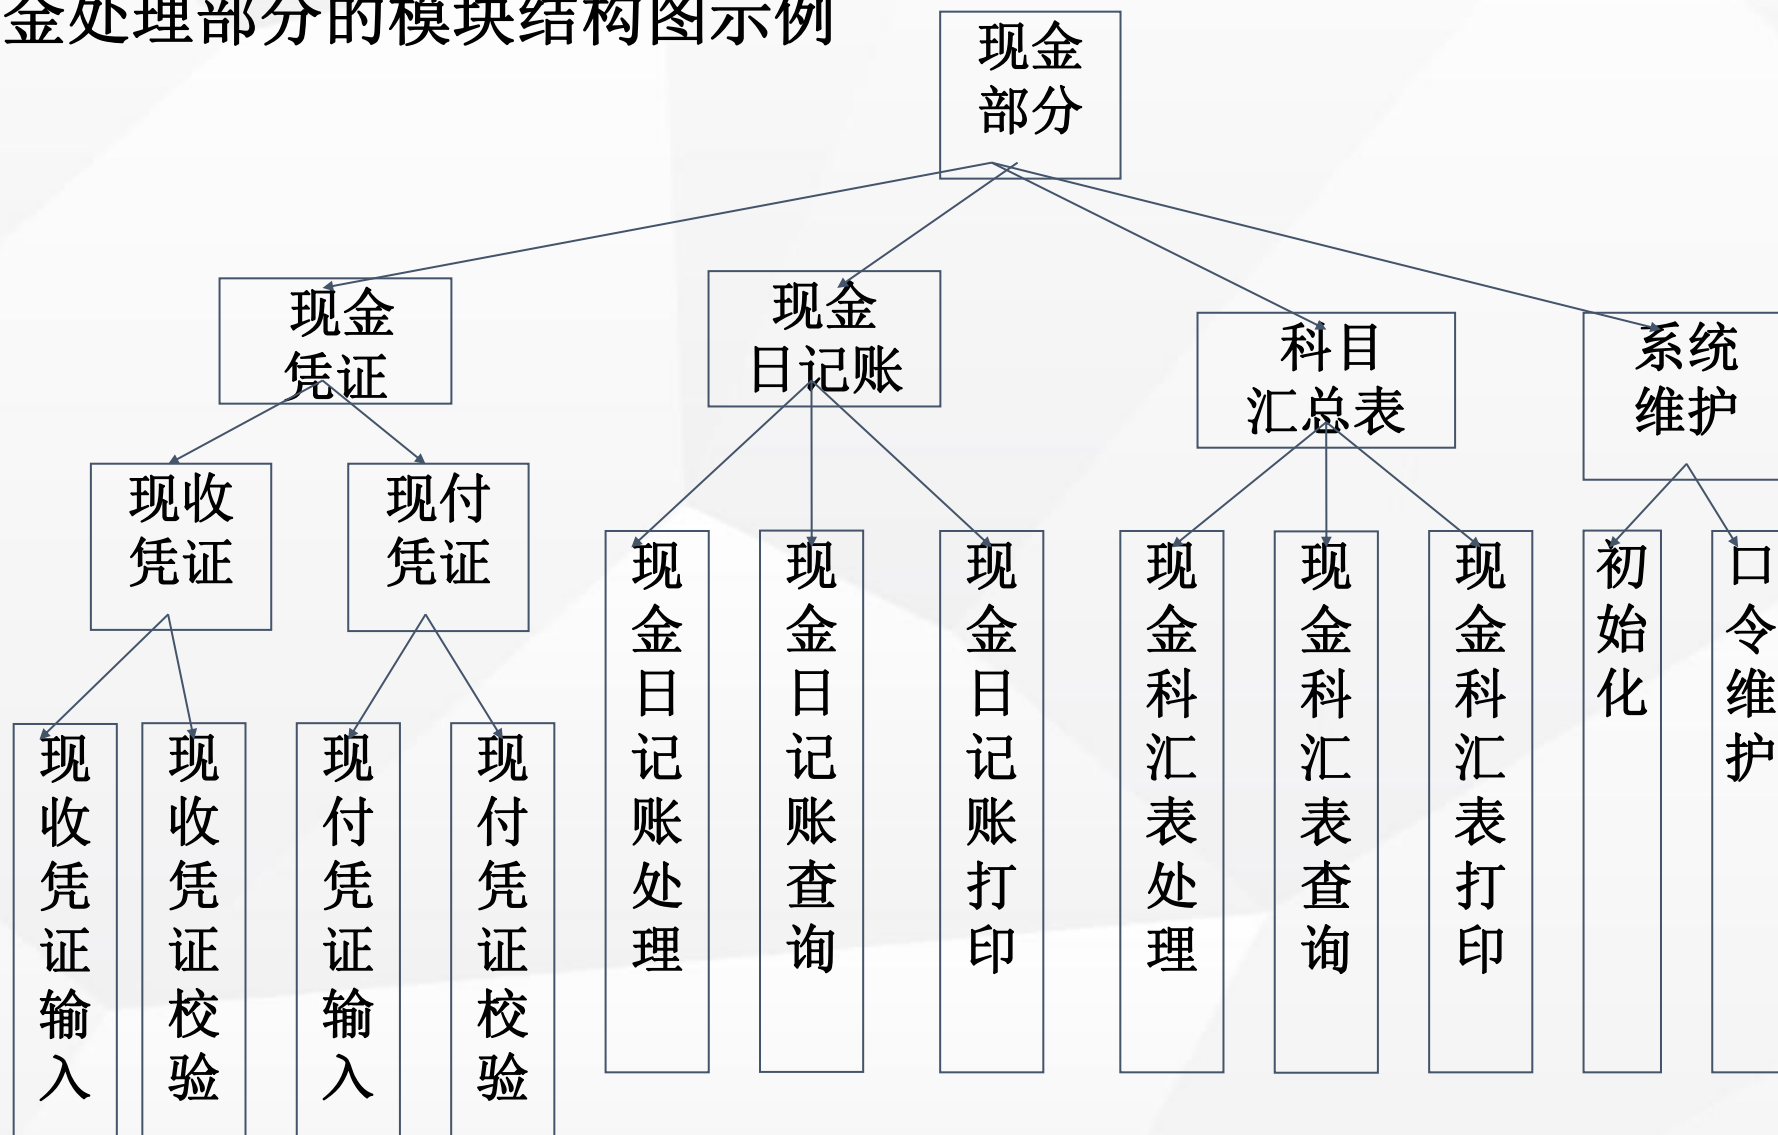 金处理部分的模块结构图示例
现金
部分
现金
凭证
现金
日记账
科目
汇总表
系统
维护
现收
凭证
现付
凭证
现金日记账处理
现金日记账查询
现金日记账打印
现金科汇表处理
现金科汇表查询
现金科汇表打印
初始化
口令维护
现收凭证输入
现收凭证校验
现付凭证输入
现付凭证校验